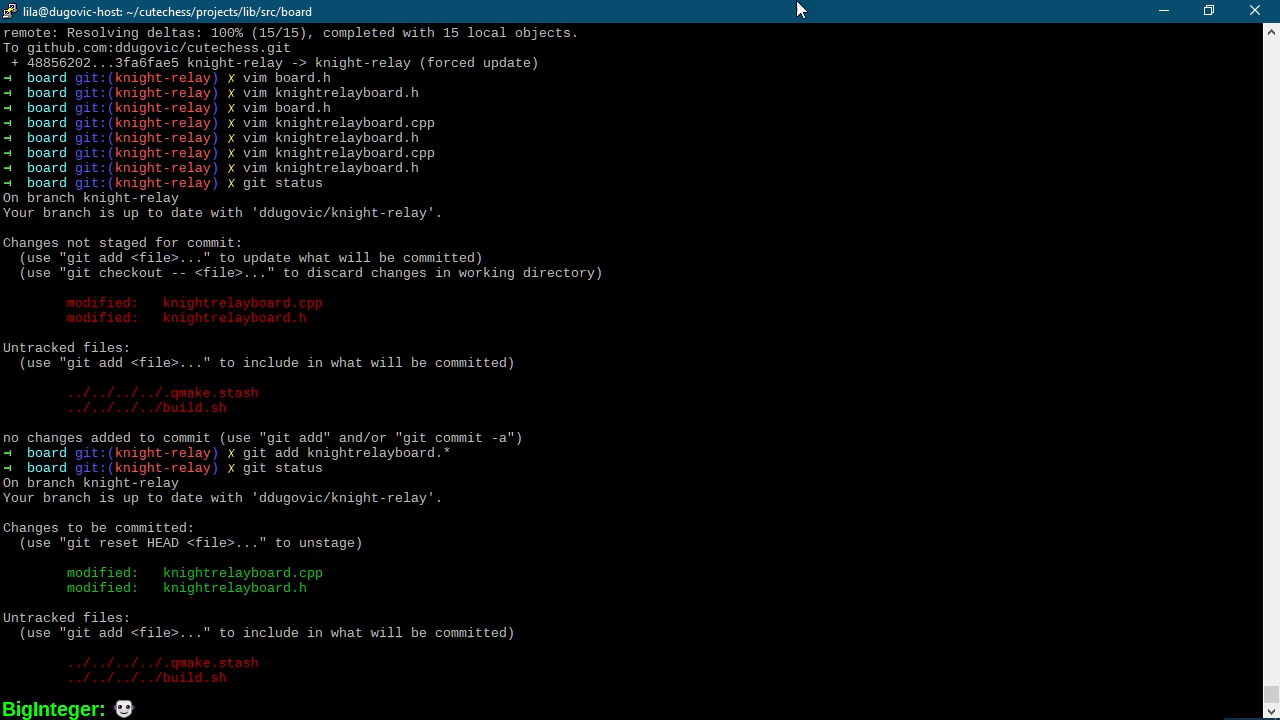 lila@dugovic-host: ~/cutechess/projects/lib/src/board
remote: Resolving deltas: 100% (15/15), completed with 15 local objects.
To github.com:ddugovic/cutechess.git
 + 48856202...3fa6fae5 knight-relay -> knight-relay (forced update)
→  board git:(knight-relay) ✗ vim board.h
→  board git:(knight-relay) ✗ vim knightrelayboard.h
→  board git:(knight-relay) ✗ vim board.h
→  board git:(knight-relay) ✗ vim knightrelayboard.cpp
→  board git:(knight-relay) ✗ vim knightrelayboard.h
→  board git:(knight-relay) ✗ vim knightrelayboard.cpp
→  board git:(knight-relay) ✗ vim knightrelayboard.h
→  board git:(knight-relay) ✗ git status
On branch knight-relay
Your branch is up to date with 'ddugovic/knight-relay'.
Changes not staged for commit:
  (use "git add <file>..." to update what will be committed)
  (use "git checkout -- <file>..." to discard changes in working directory)
        modified:   knightrelayboard.cpp
        modified:   knightrelayboard.h
Untracked files:
  (use "git add <file>..." to include in what will be committed)
        ../../../../.qmake.stash
        ../../../../build.sh
no changes added to commit (use "git add" and/or "git commit -a")
→  board git:(knight-relay) ✗ git add knightrelayboard.*
→  board git:(knight-relay) ✗ git status
On branch knight-relay
Your branch is up to date with 'ddugovic/knight-relay'.
Changes to be committed:
  (use "git reset HEAD <file>..." to unstage)
        modified:   knightrelayboard.cpp
        modified:   knightrelayboard.h
Untracked files:
  (use "git add <file>..." to include in what will be committed)
        ../../../../.qmake.stash
        ../../../../build.sh
BigInteger: